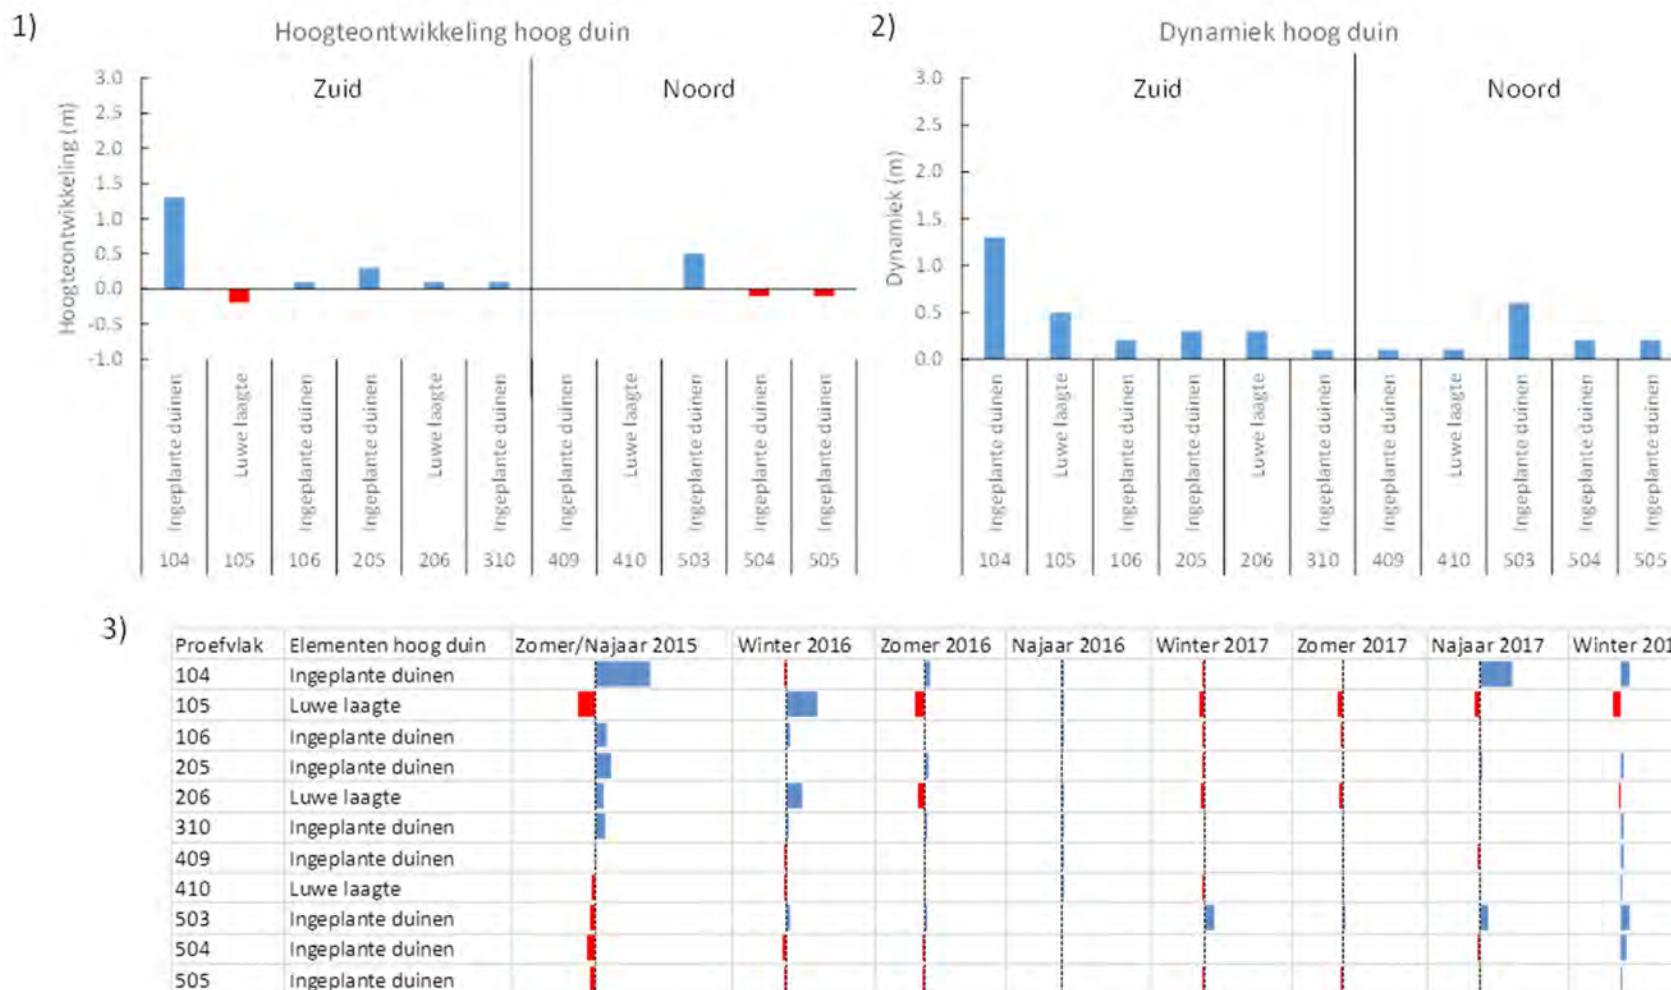 1)
Hoogteontwikkeling hoog duin
Zuid
Noord
Hoogteontwikkeling (m)
3.0
2.5
2.0
1.5
1.0
0.5
0.0
-0.5
-1.0
Ingeplante duinen
Luwe laagte
Ingeplante duinen
Ingeplante duinen
Luwe laagte
Ingeplante duinen
Ingeplante duinen
Luwe laagte
Ingeplante duinen
Ingeplante duinen
Ingeplante duinen
104 105 106 205 206 310 409 410 503 504 505
2)
Dynamiek hoog duin
Zuid
Noord
Dynamiek (m)
3.0
2.5
2.0
1.5
1.0
0.5
0.0
Ingeplante duinen
Luwe laagte
Ingeplante duinen
Ingeplante duinen
Luwe laagte
Ingeplante duinen
Ingeplante duinen
Luwe laagte
Ingeplante duinen
Ingeplante duinen
Ingeplante duinen
104 105 106 205 206 310 409 410 503 504 505
3)
Proefvlak Elementen hoog duin Zomer/Najaar 2015 Winter 2016 Zomer 2016 Najaar 2016 Winter 2017 Zomer 2017 Najaar 2017 Winter
104 Ingeplante duinen
105 Luwe laagte
106 Ingeplante duinen
205 Ingeplante duinen
206 Luwe laagte
310 Ingeplante duinen
409 Ingeplante duinen
410 Luwe laagte
503 Ingeplante duinen
504 Ingeplante duinen
505 Ingeplante duinen